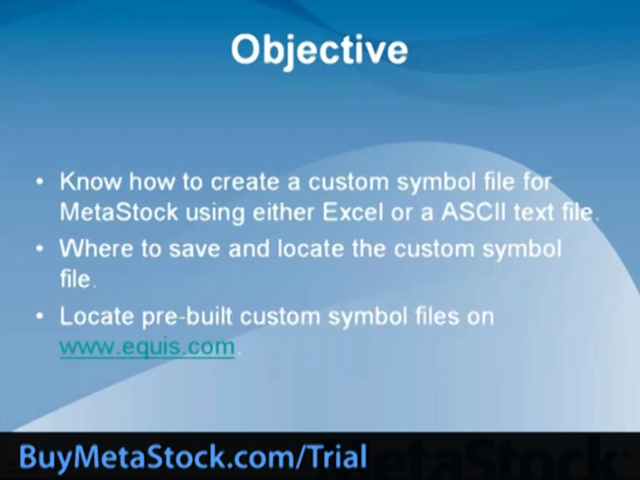 Objective
• Know how to create a custom symbol file for
MetaStock using either Excel or a ASCII text file.
• Where to save and locate the custom symbol
file.
• Locate pre-built custom symbol files on
www.equis.com.
BuyMetaStock.com/Trial
MetaStock